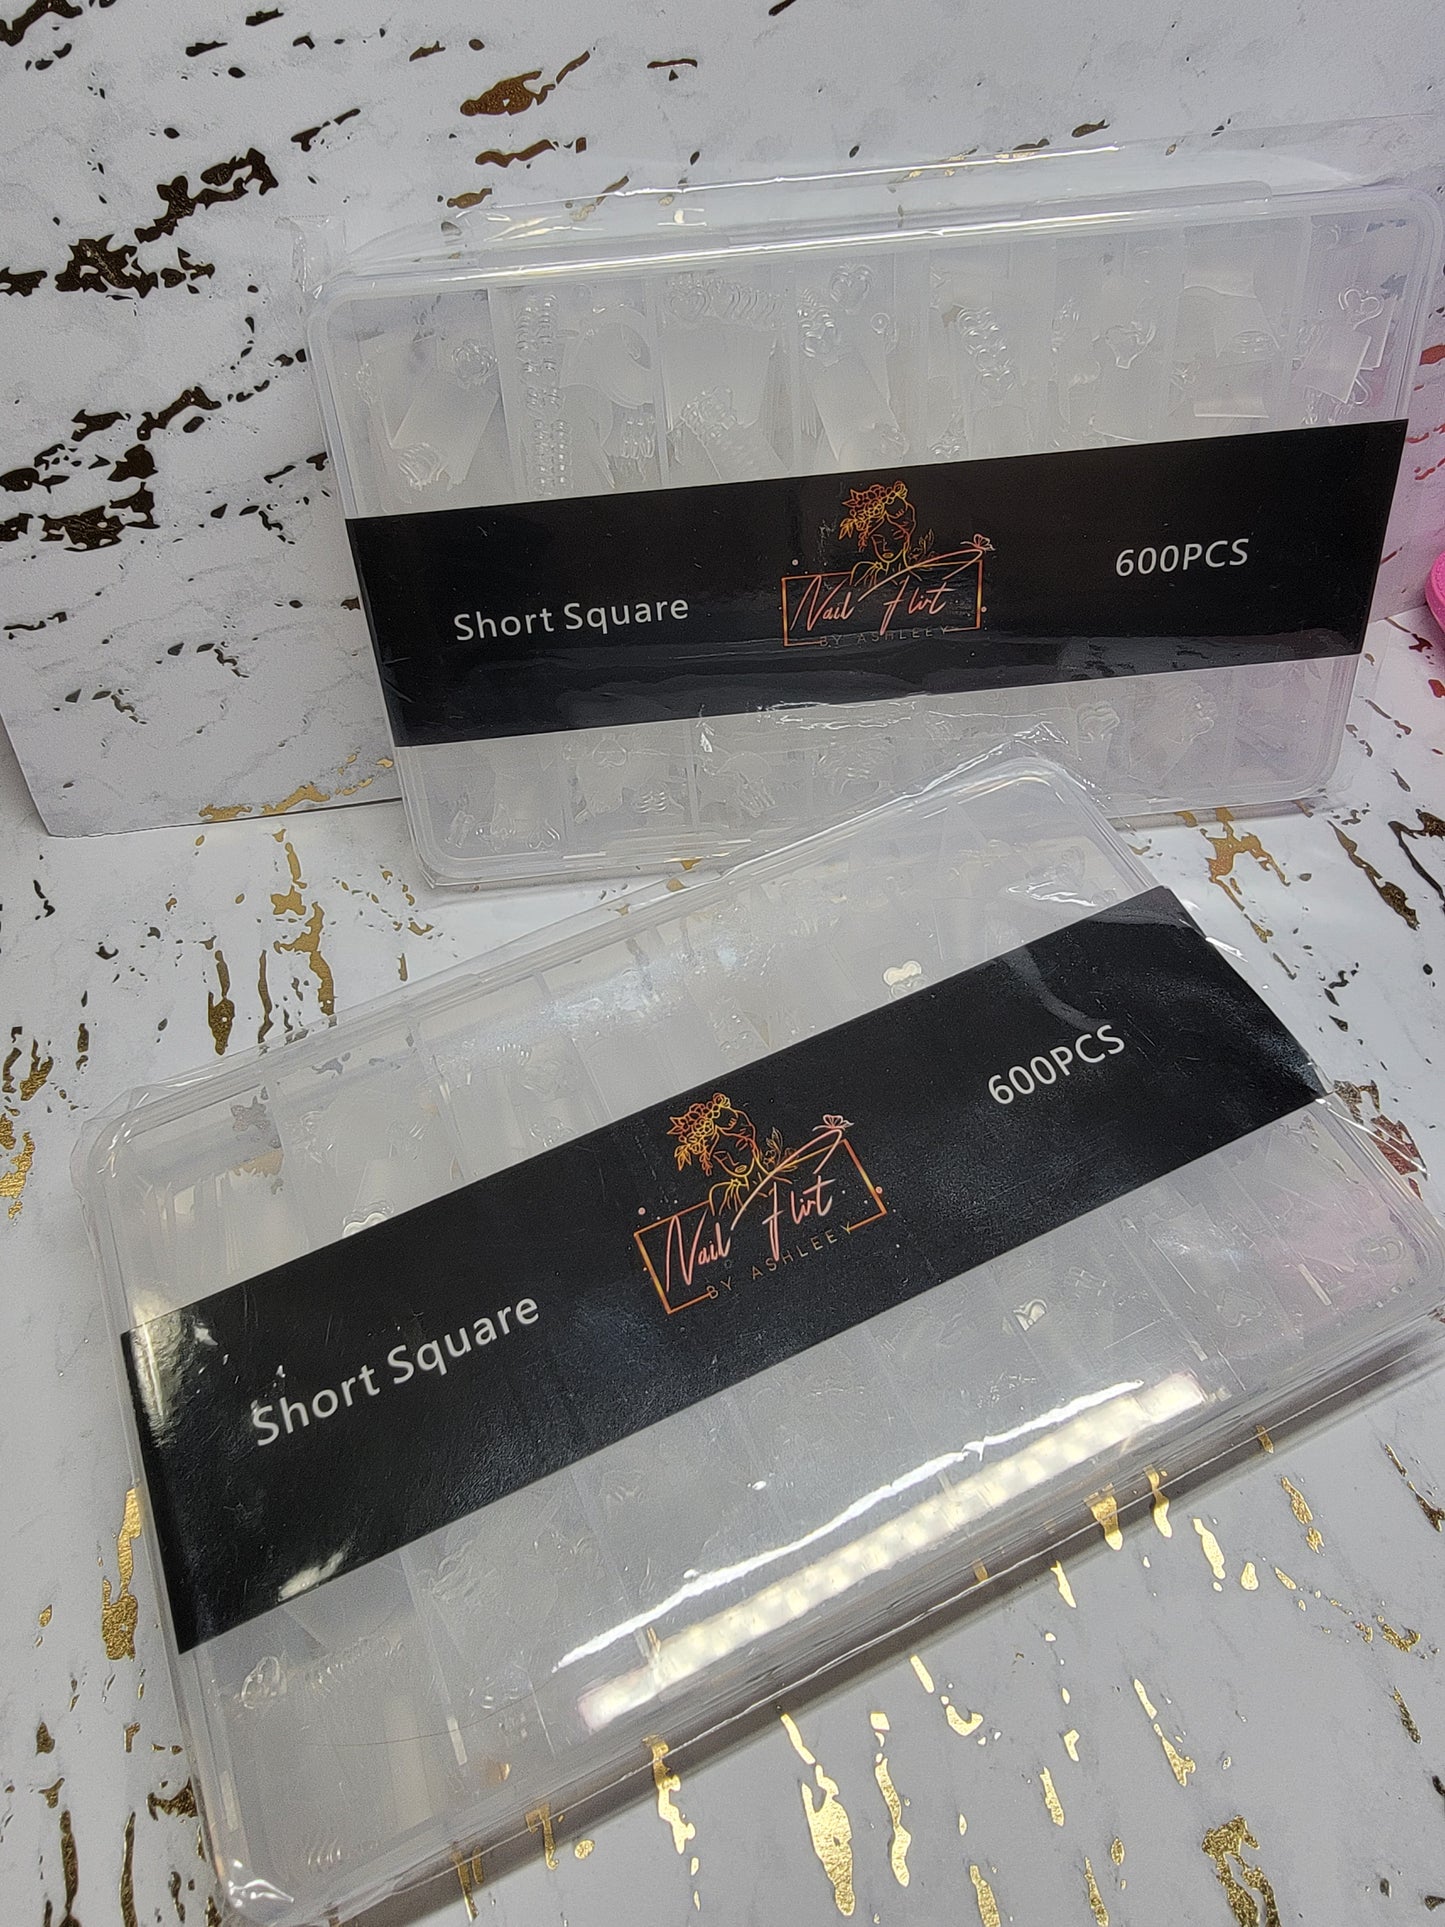 Short Square
Nail Flirt
BY ASHLEEY
600PCS
Short Square
Nail Flirt
BY ASHLEEY
600PCS